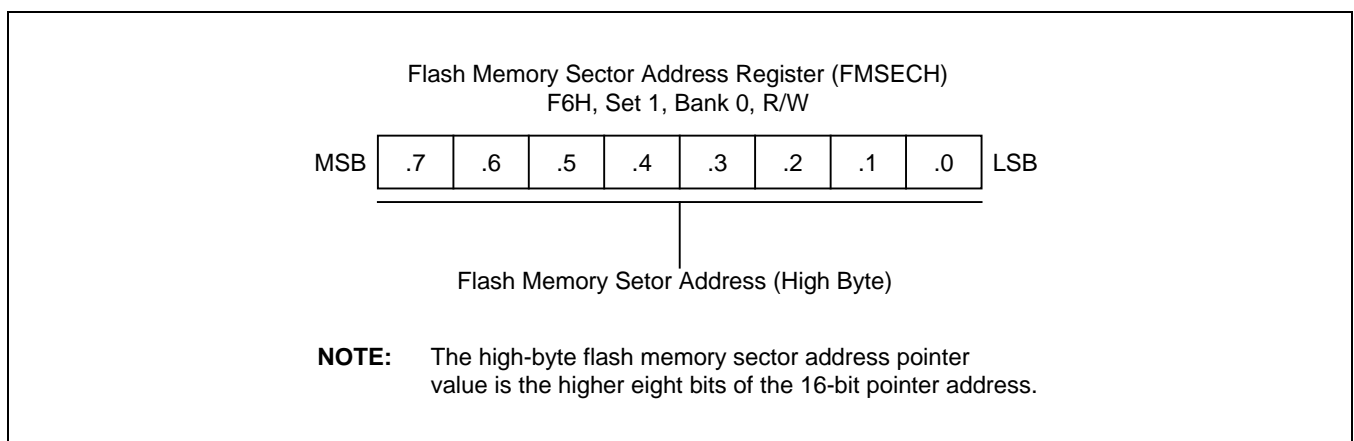 Flash Memory Sector Address Register (FMSECH)
F6H, Set 1, Bank 0, R/W
MSB .7 .6 .5 .4 .3 .2 .1 .0 LSB
Flash Memory Setor Address (High Byte)
NOTE: The high-byte flash memory sector address pointer
value is the higher eight bits of the 16-bit pointer address.